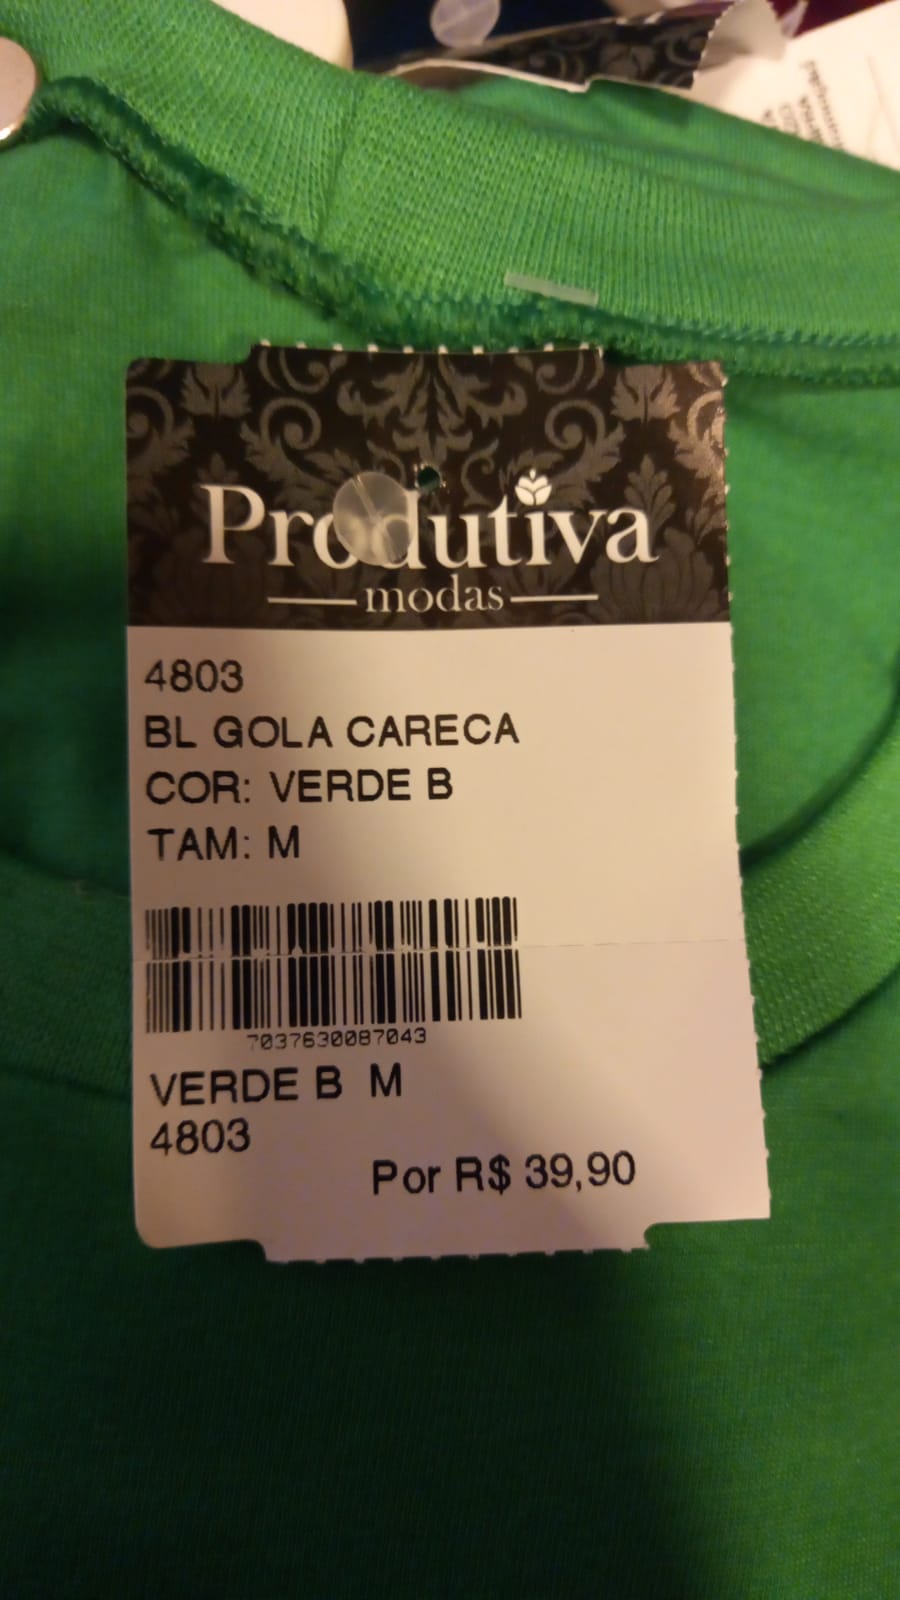 Produtiva
modas
4803
BL GOLA CARECA
COR: VERDE B
TAM: M
7037630087043
VERDE B M
4803
Por R$ 39,90